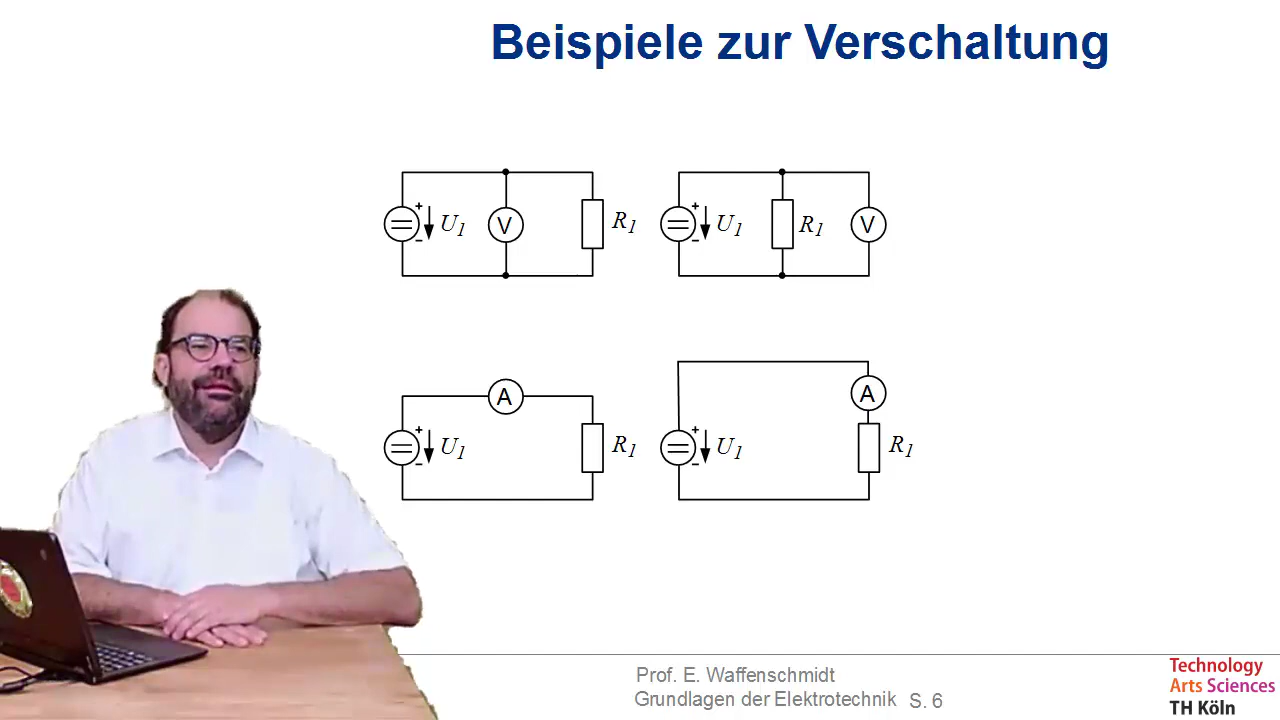 Beispiele zur Verschaltung
+ - U1 V R1
+ - U1 R1 V
A
+ - U1 R1
A
+ - U1 R1
Prof. E. Waffenschmidt
Grundlagen der Elektrotechnik S. 6
Technology
Arts Sciences
TH Köln